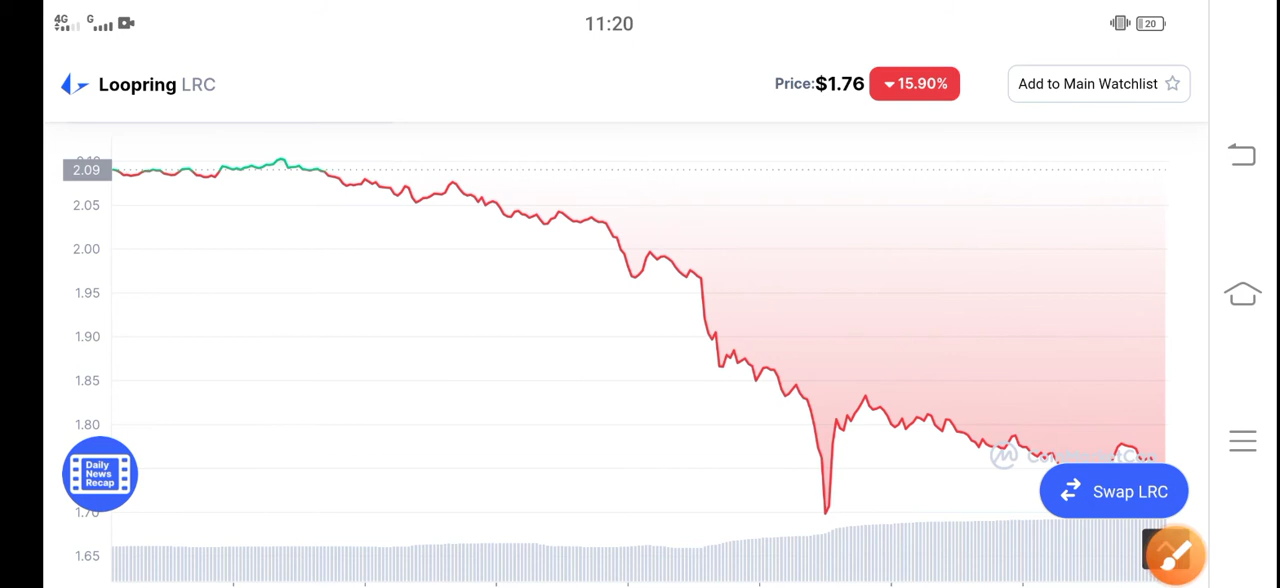 4G G 11:20 20
Loopring LRC Price:$1.76 15.90% Add to Main Watchlist
2.09
2.05
2.00
1.95
1.90
1.85
1.80
Daily
News
Recap
Swap LRC
1.70
1.65